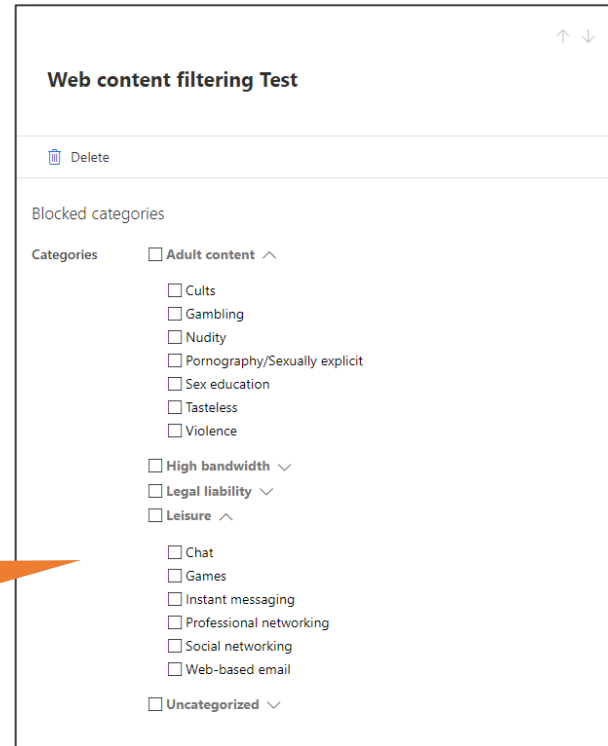 Web content filtering Test
Delete
Blocked categories
Categories
Adult content
Cults
Gambling
Nudity
Pornography/Sexually explicit
Sex education
Tasteless
Violence
High bandwidth
Legal liability
Leisure
Chat
Games
Instant messaging
Professional networking
Social networking
Web-based email
Uncategorized